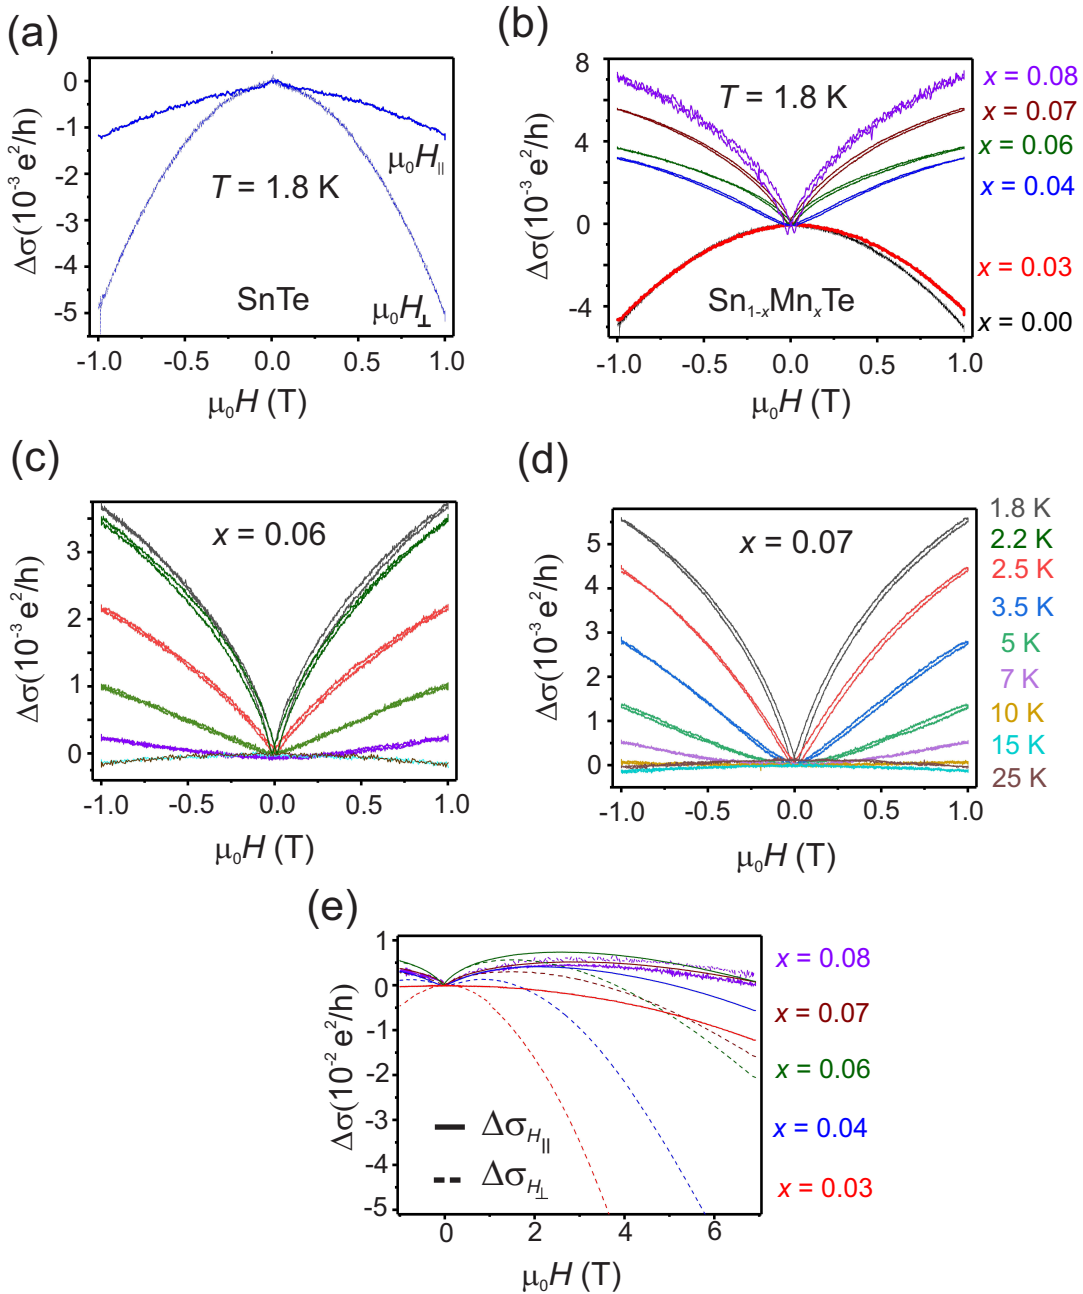 (a)
Δσ(10⁻³ e²/h)
0
-1
-2
-3
-4
-5
μ₀H∥
T = 1.8 K
SnTe
μ₀H⊥
-1.0
-0.5
0.0
0.5
1.0
μ₀H (T)
(b)
Δσ(10⁻³ e²/h)
8
4
0
-4
T = 1.8 K
Sn₁₋ₓMnₓTe
x = 0.08
x = 0.07
x = 0.06
x = 0.04
x = 0.03
x = 0.00
-1.0
-0.5
0.0
0.5
1.0
μ₀H (T)
(c)
Δσ(10⁻³ e²/h)
3
2
1
0
x = 0.06
-1.0
-0.5
0.0
0.5
1.0
μ₀H (T)
(d)
Δσ(10⁻³ e²/h)
5
4
3
2
1
0
x = 0.07
1.8 K
2.2 K
2.5 K
3.5 K
5 K
7 K
10 K
15 K
25 K
-1.0
-0.5
0.0
0.5
1.0
μ₀H (T)
(e)
Δσ(10⁻² e²/h)
1
0
-1
-2
-3
-4
-5
Δσ_H∥
Δσ_H⊥
x = 0.08
x = 0.07
x = 0.06
x = 0.04
x = 0.03
0
2
4
6
μ₀H (T)